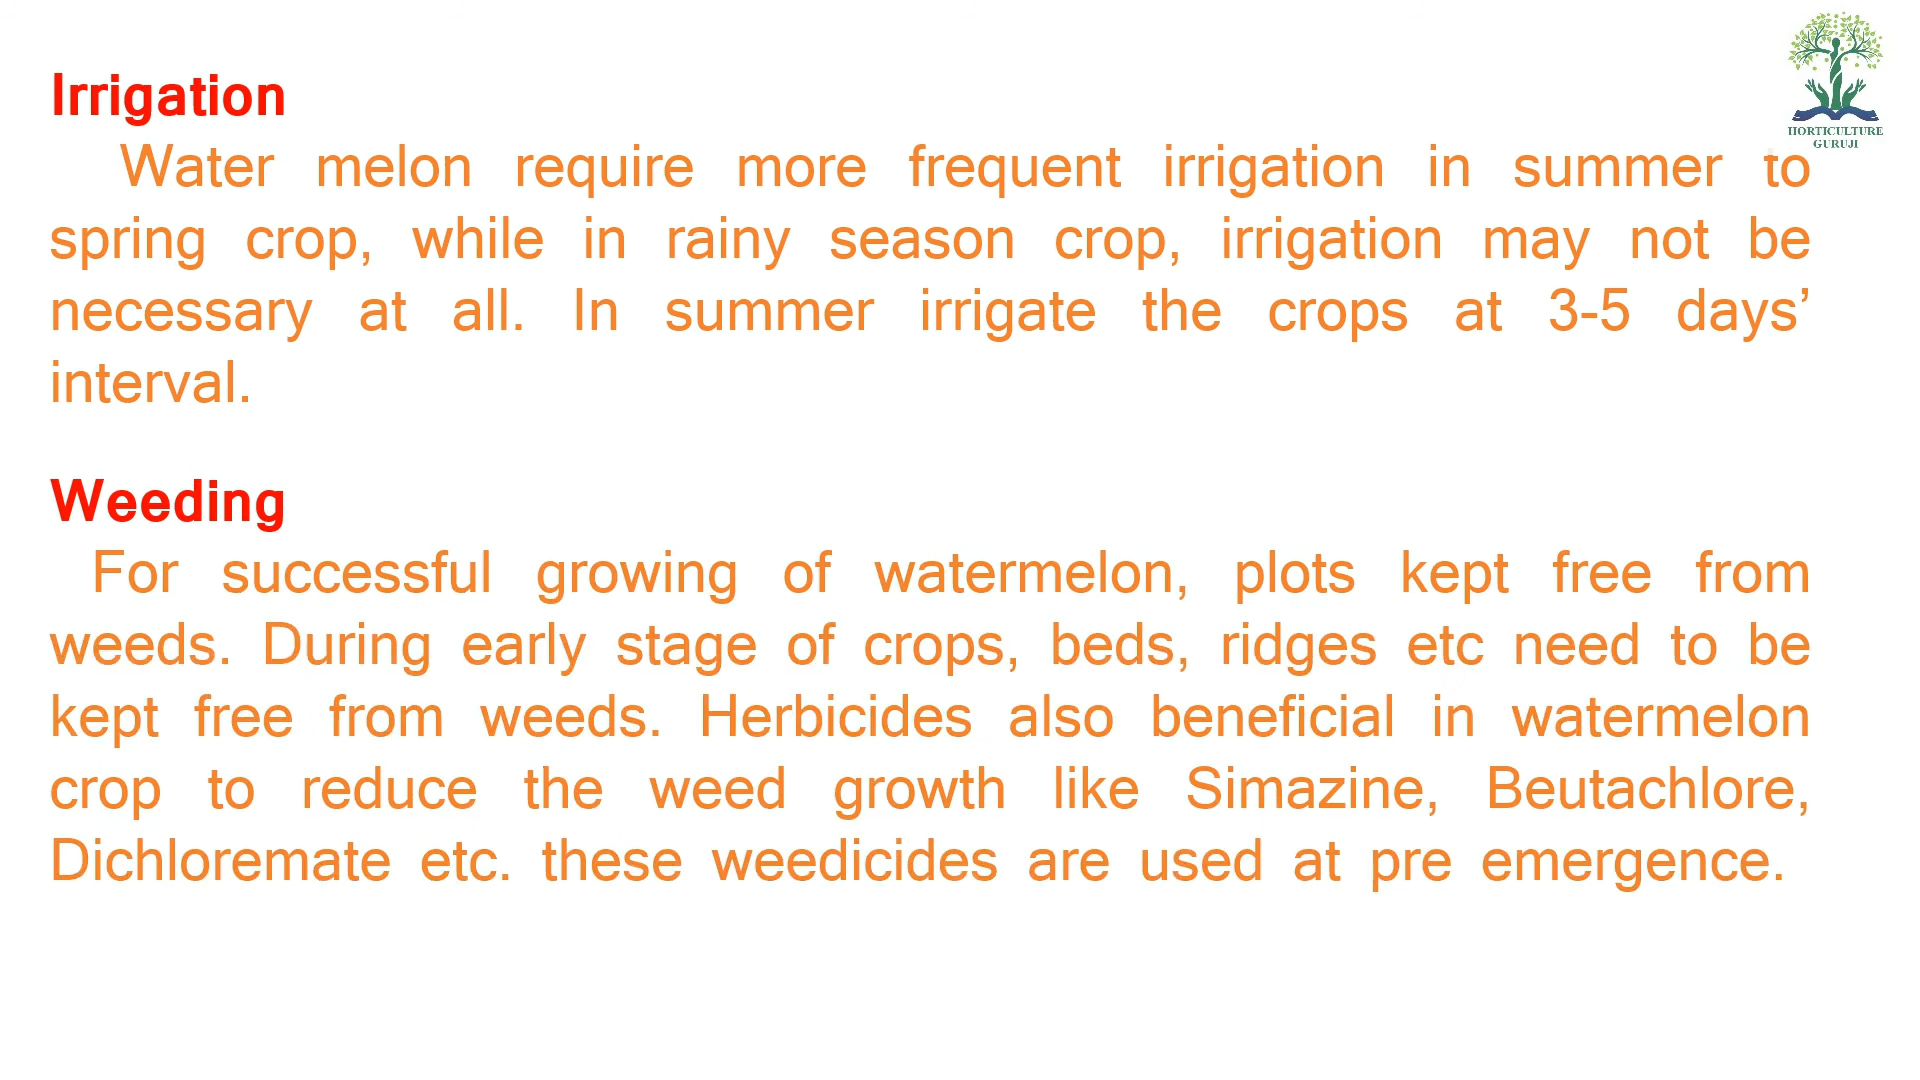 HORTICULTURE
GURUJI
Irrigation
Water melon require more frequent irrigation in summer to
spring crop, while in rainy season crop, irrigation may not be
necessary at all. In summer irrigate the crops at 3-5 days’
interval.
Weeding
For successful growing of watermelon, plots kept free from
weeds. During early stage of crops, beds, ridges etc need to be
kept free from weeds. Herbicides also beneficial in watermelon
crop to reduce the weed growth like Simazine, Beutachlore,
Dichloremate etc. these weedicides are used at pre emergence.